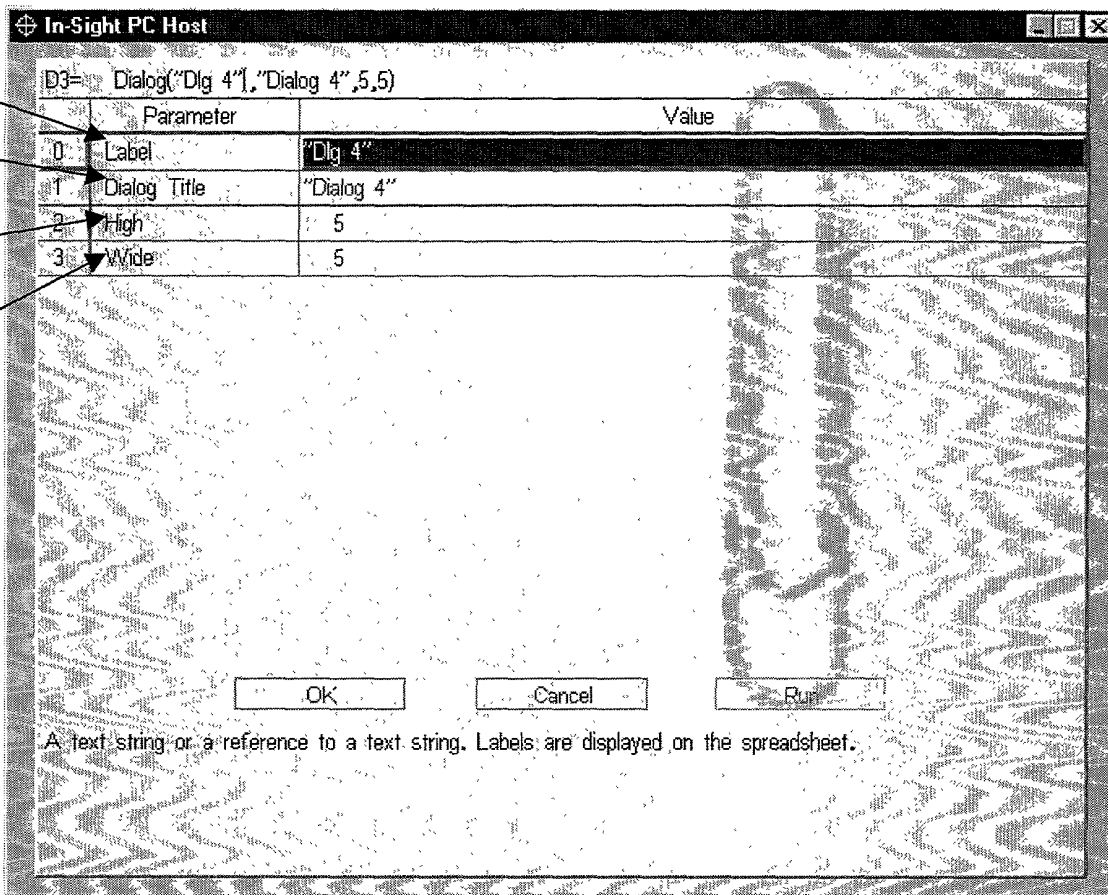 In-Sight PC Host
D3= Dialog("Dlg 4"|,"Dialog 4",5,5)
Parameter Value
0 Label "Dlg 4"
1 Dialog Title "Dialog 4"
2 High 5
3 Wide 5
OK Cancel Run
A text string or a reference to a text string. Labels are displayed on the spreadsheet.